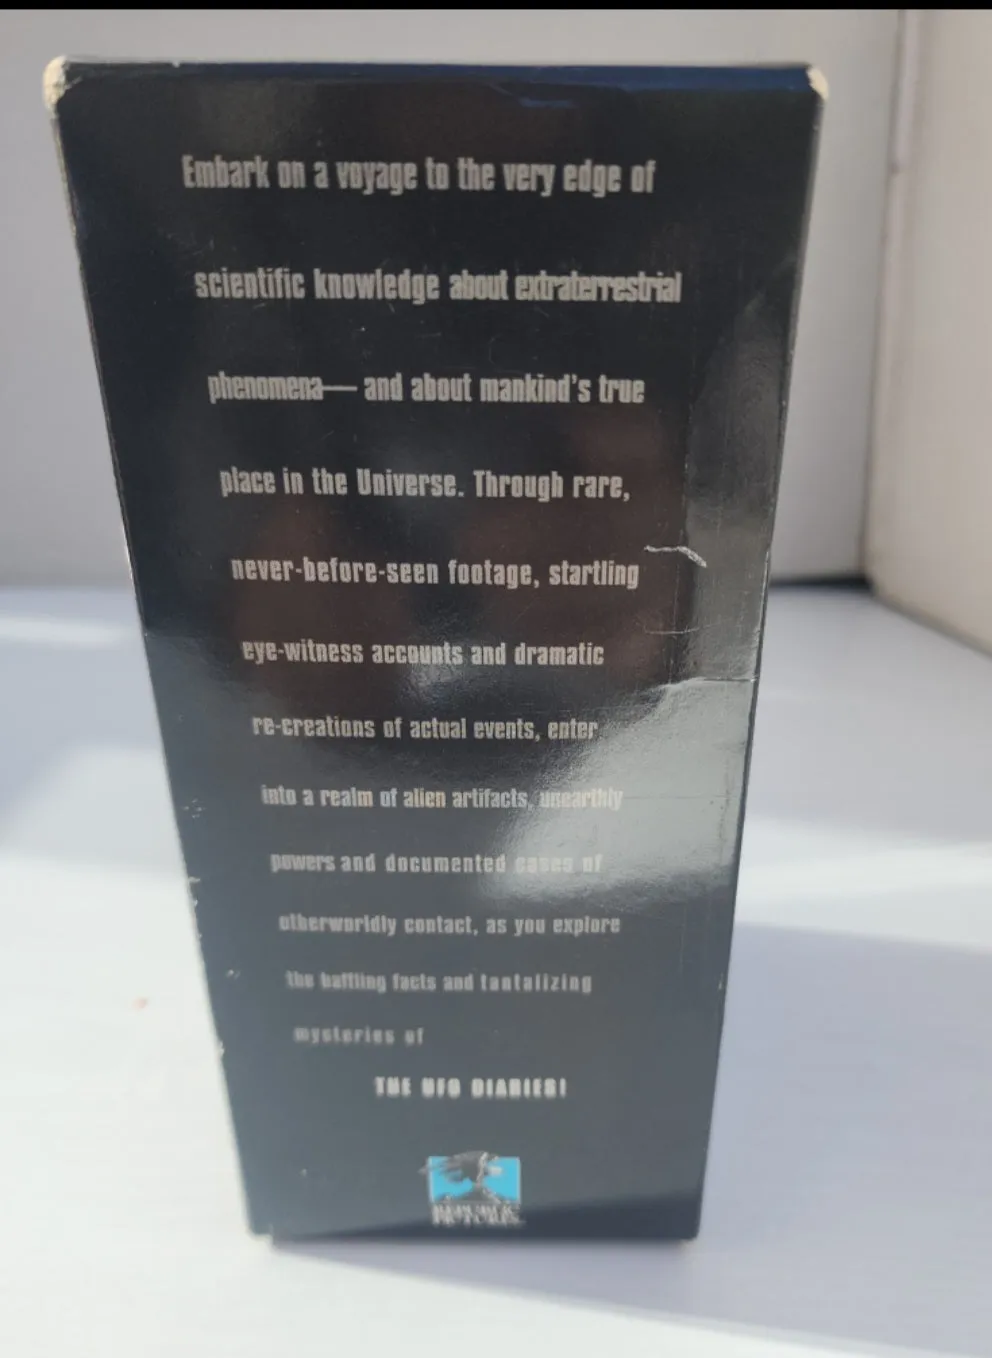 Embark on a voyage to the very edge of
scientific knowledge about extraterrestrial
phenomena— and about mankind's true
place in the Universe. Through rare,
never-before-seen footage, startling
eye-witness accounts and dramatic
re-creations of actual events, enter
into a realm of alien artifacts, unearthly
powers and documented cases of
otherworldly contact, as you explore
the baffling facts and tantalizing
mysteries of
THE UFO DIARIES!
REPUBLIC
PICTURES